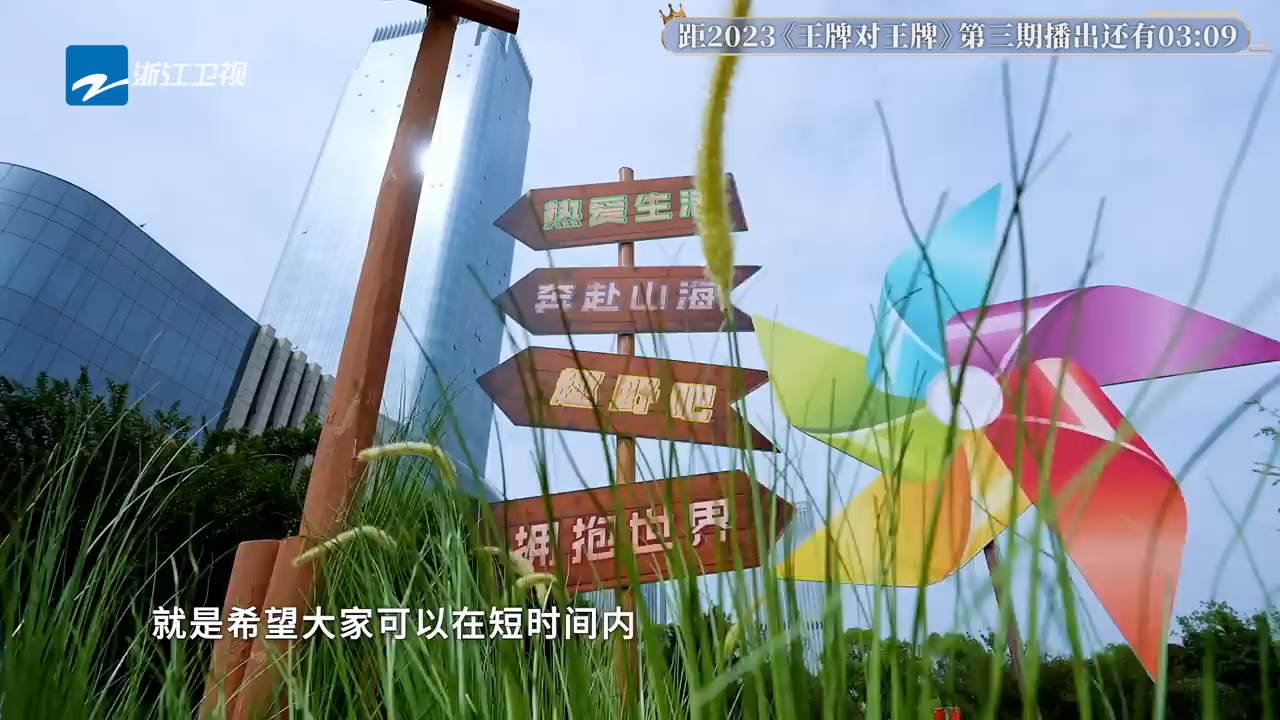 距2023《王牌对王牌》第三期播出还有03:09
浙江卫视
热爱生活
奔赴山海
趣野吧
拥抱世界
就是希望大家可以在短时间内